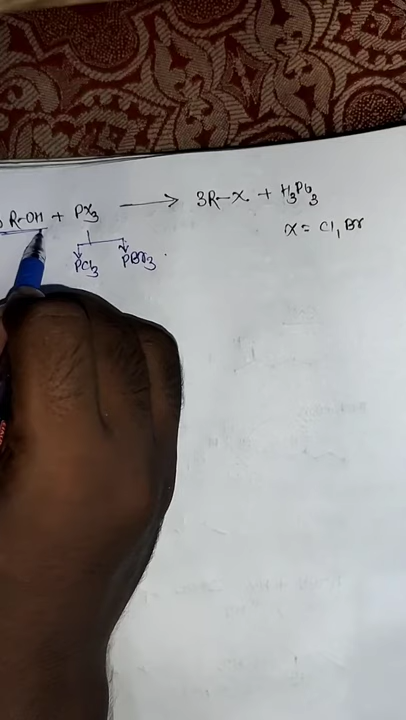 R-OH + PX₃ ⟶ 3R-X + H₃PO₃
X = Cl, Br
PCl₃ PBr₃